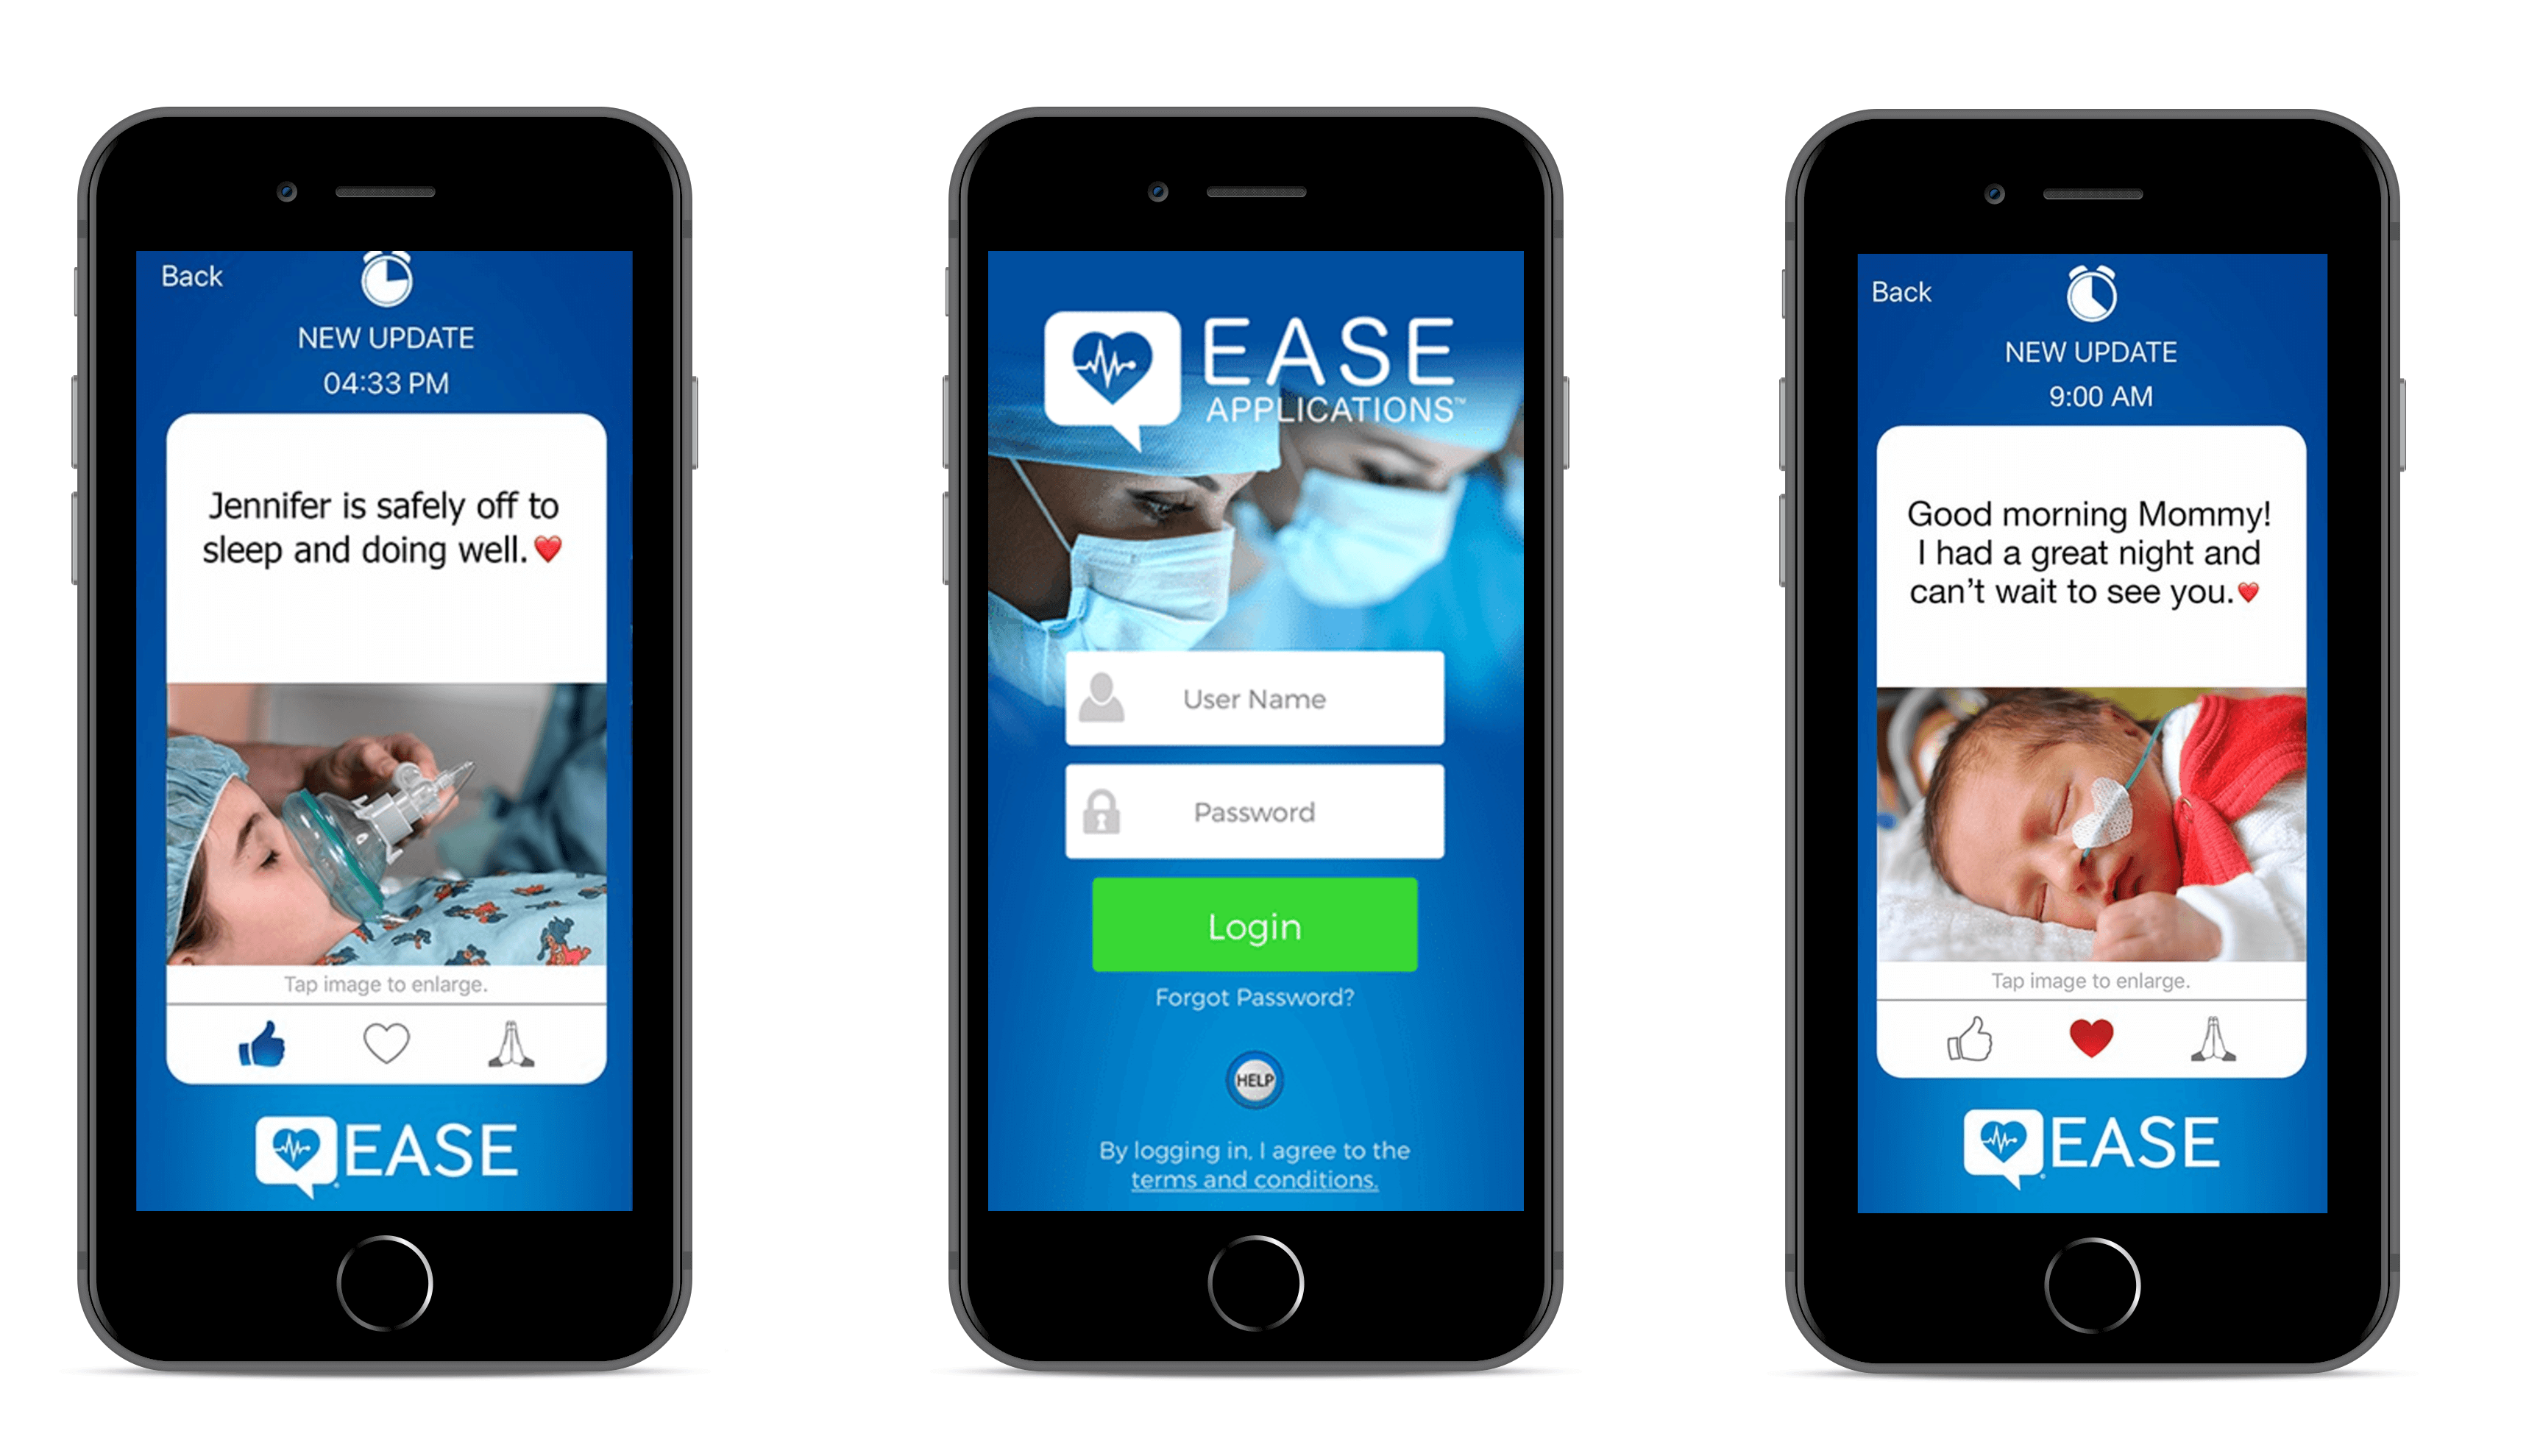 Back
NEW UPDATE
04:33 PM
Jennifer is safely off to
sleep and doing well.❤️
Tap image to enlarge.
EASE
EASE
APPLICATIONS™
User Name
Password
Login
Forgot Password?
HELP
By logging in, I agree to the
terms and conditions.
Back
NEW UPDATE
9:00 AM
Good morning Mommy!
I had a great night and
can't wait to see you.❤️
Tap image to enlarge.
EASE